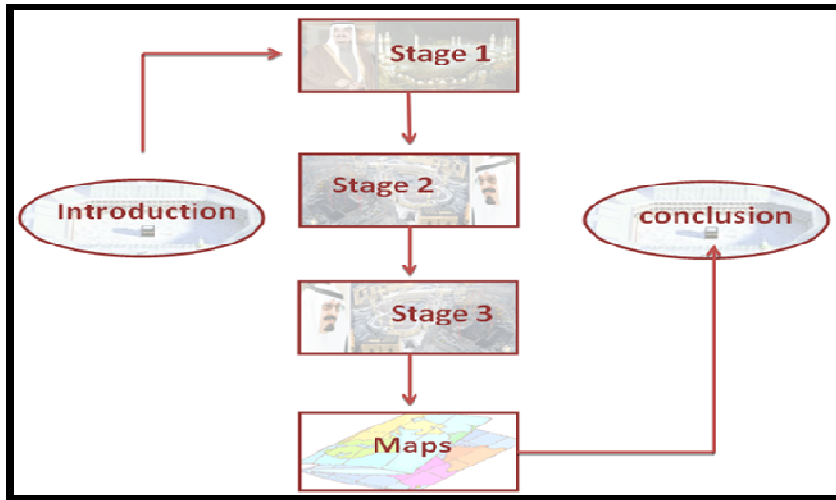 Stage 1
Stage 2
Introduction
conclusion
Stage 3
Maps